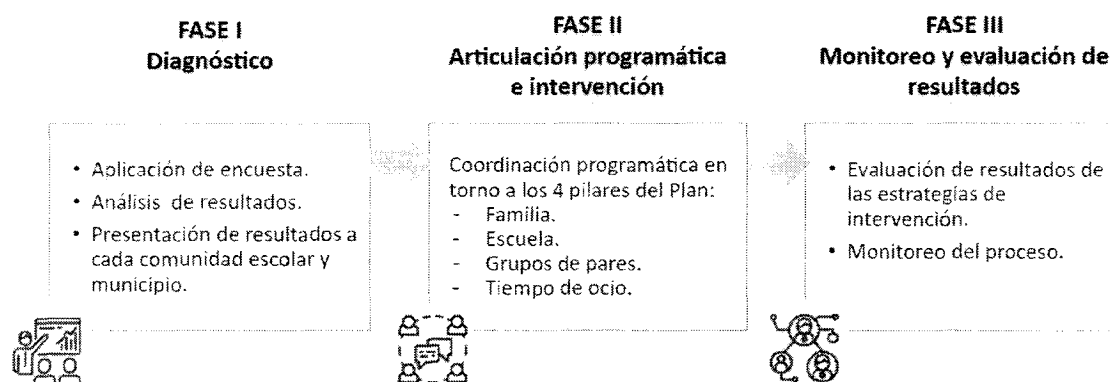 FASE I
Diagnóstico
• Aplicación de encuesta.
• Análisis de resultados.
• Presentación de resultados a
cada comunidad escolar y
municipio.
FASE II
Articulación programática
e intervención
Coordinación programática en
torno a los 4 pilares del Plan:
- Familia.
- Escuela.
- Grupos de pares.
- Tiempo de ocio.
FASE III
Monitoreo y evaluación de
resultados
• Evaluación de resultados de
las estrategias de
intervención.
• Monitoreo del proceso.